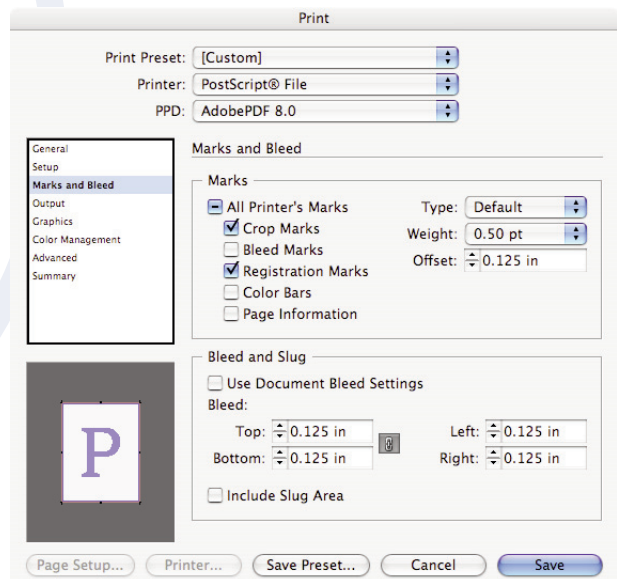 Print
Print Preset: [Custom]
Printer: PostScript® File
PPD: AdobePDF 8.0
General
Setup
Marks and Bleed
Output
Graphics
Color Management
Advanced
Summary
Marks and Bleed
Marks
All Printer's Marks
Crop Marks
Bleed Marks
Registration Marks
Color Bars
Page Information
Type: Default
Weight: 0.50 pt
Offset: 0.125 in
Bleed and Slug
Use Document Bleed Settings
Bleed:
Top: 0.125 in
Bottom: 0.125 in
Left: 0.125 in
Right: 0.125 in
Include Slug Area
P
Page Setup... Printer... Save Preset... Cancel Save